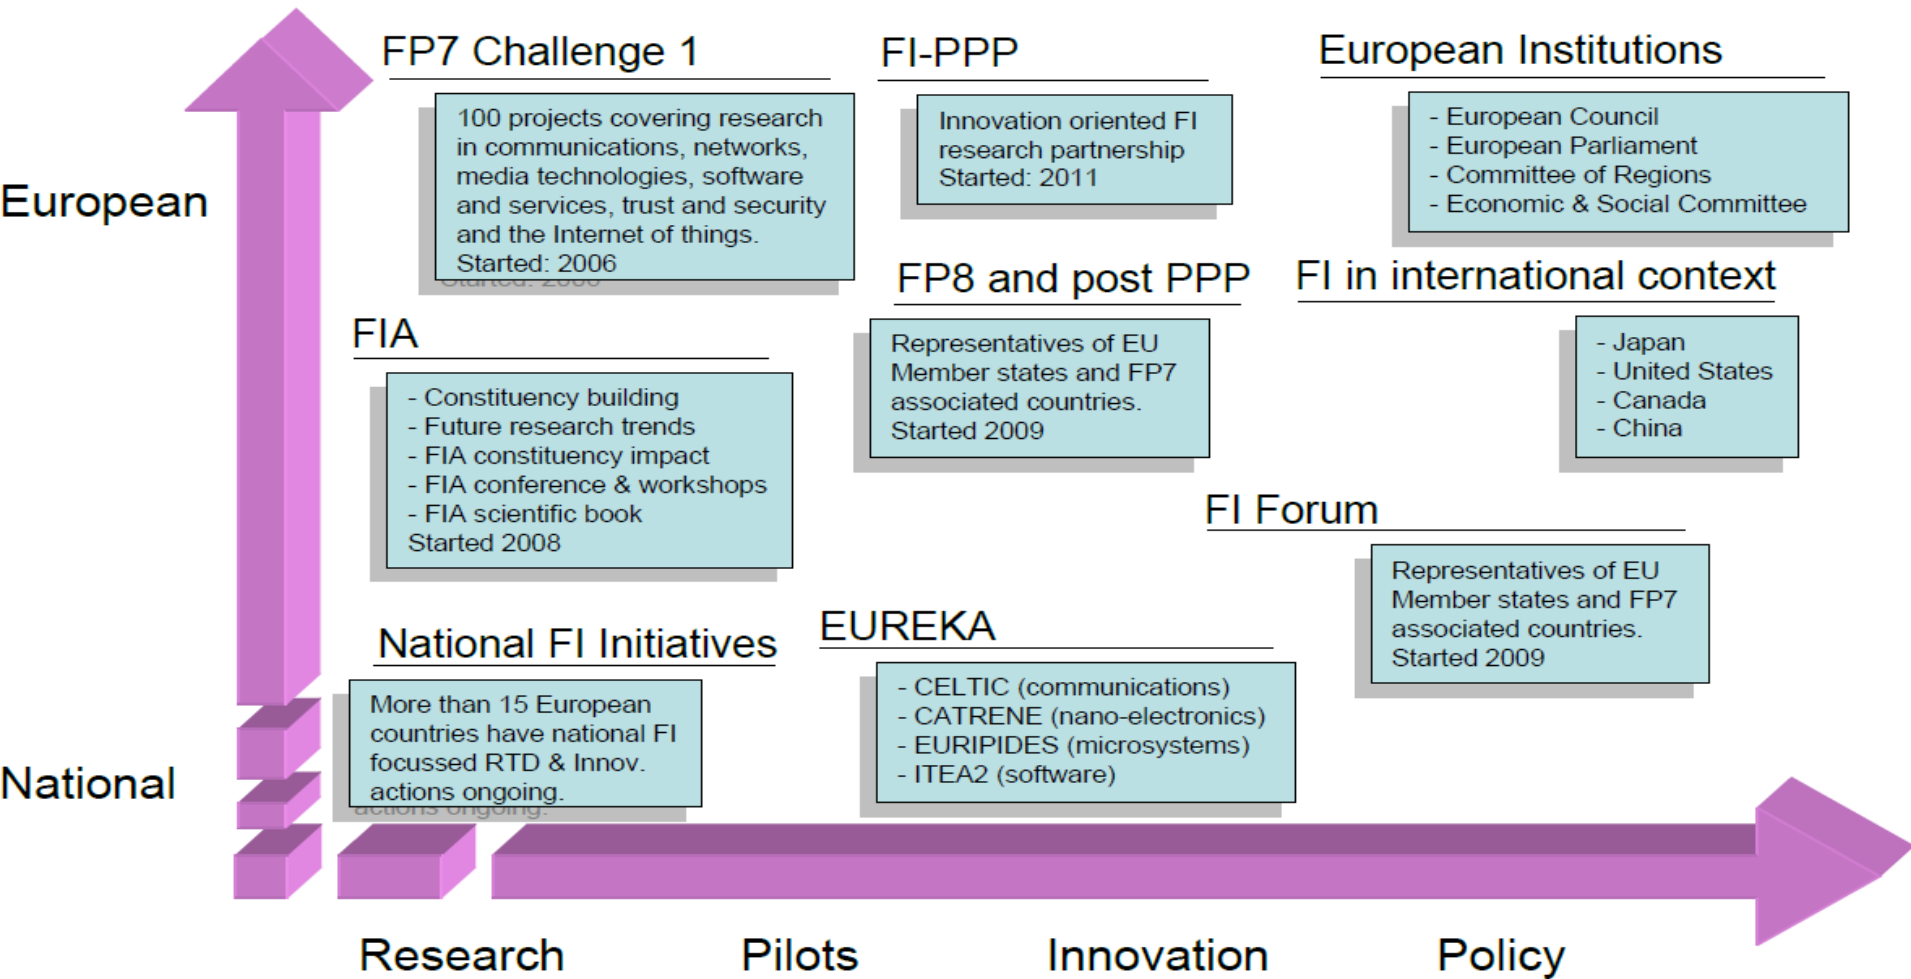 FP7 Challenge 1
100 projects covering research
in communications, networks,
media technologies, software
and services, trust and security
and the Internet of things.
Started: 2006
Started: 2006
FI-PPP
Innovation oriented FI
research partnership
Started: 2011
European Institutions
- European Council
- European Parliament
- Committee of Regions
- Economic & Social Committee
European
FP8 and post PPP
Representatives of EU
Member states and FP7
associated countries.
Started 2009
FI in international context
- Japan
- United States
- Canada
- China
FIA
- Constituency building
- Future research trends
- FIA constituency impact
- FIA conference & workshops
- FIA scientific book
Started 2008
FI Forum
Representatives of EU
Member states and FP7
associated countries.
Started 2009
National FI Initiatives
More than 15 European
countries have national FI
focussed RTD & Innov.
actions ongoing.
actions ongoing.
EUREKA
- CELTIC (communications)
- CATRENE (nano-electronics)
- EURIPIDES (microsystems)
- ITEA2 (software)
National
Research
Pilots
Innovation
Policy